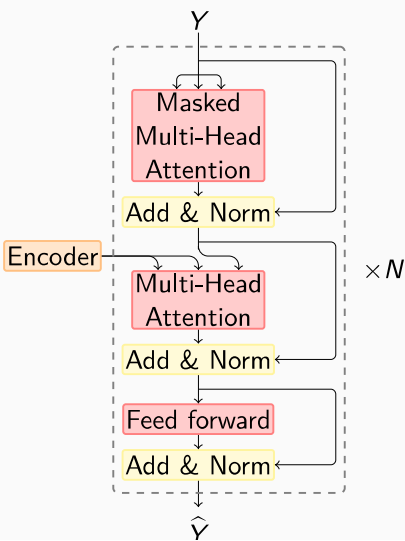 Y
Masked
Multi-Head
Attention
Add & Norm
Encoder
Multi-Head
Attention
×N
Add & Norm
Feed forward
Add & Norm
Ŷ